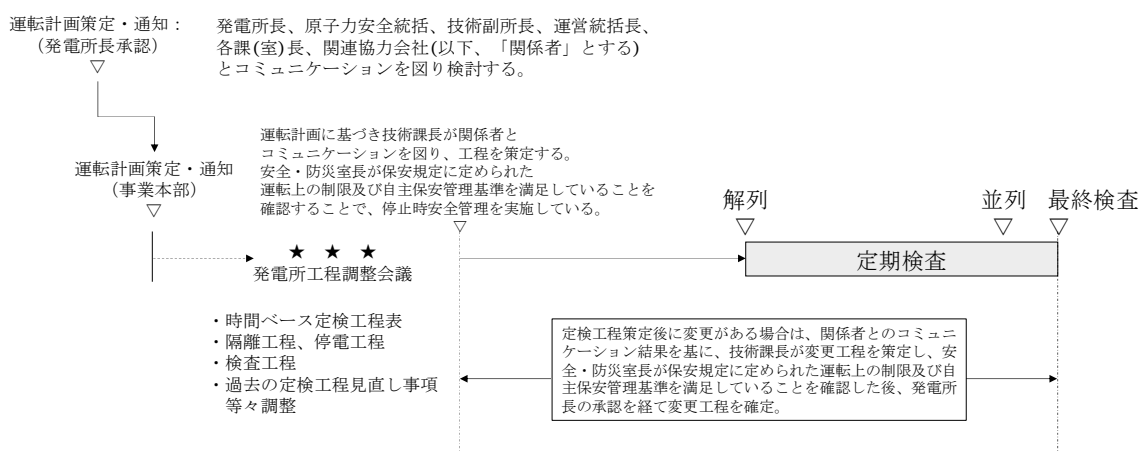 運転計画策定・通知：
（発電所長承認）
▽
発電所長、原子力安全統括、技術副所長、運営統括長、
各課(室)長、関連協力会社(以下、「関係者」とする)
とコミュニケーションを図り検討する。
運転計画策定・通知
（事業本部）
▽
運転計画に基づき技術課長が関係者と
コミュニケーションを図り、工程を策定する。
安全・防災室長が保安規定に定められた
運転上の制限及び自主保安管理基準を満足していることを
確認することで、停止時安全管理を実施している。
▽
解列
▽
並列
▽
最終検査
▽
★ ★ ★
発電所工程調整会議
定期検査
・時間ベース定検工程表
・隔離工程、停電工程
・検査工程
・過去の定検工程見直し事項
等々調整
定検工程策定後に変更がある場合は、関係者とのコミュニ
ケーション結果を基に、技術課長が変更工程を策定し、安
全・防災室長が保安規定に定められた運転上の制限及び自
主保安管理基準を満足していることを確認した後、発電所
長の承認を経て変更工程を確定。